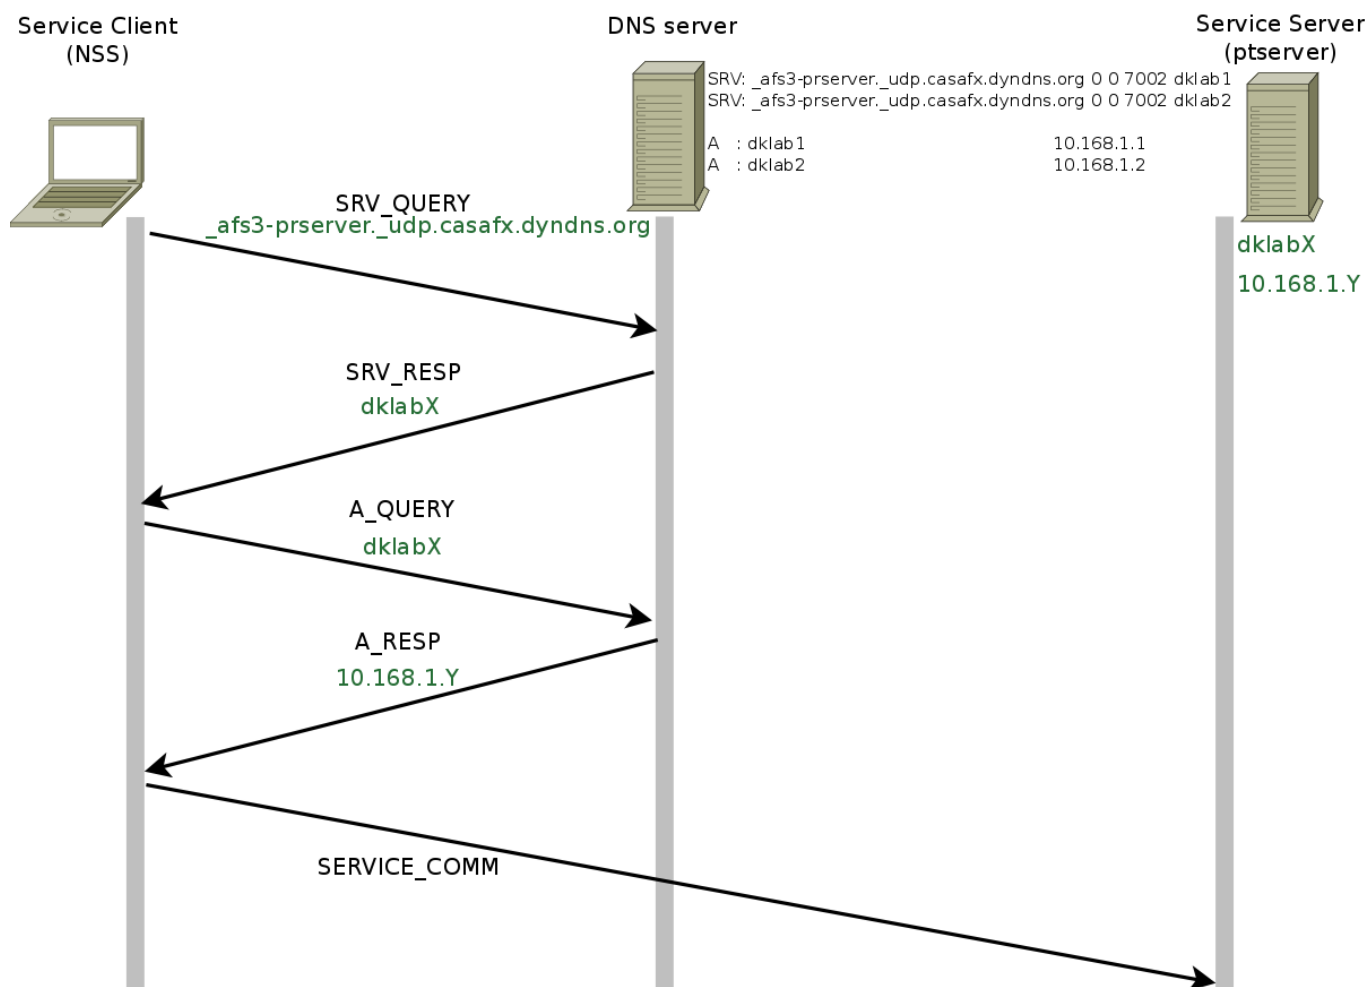 Service Client
(NSS)
DNS server
Service Server
(ptserver)
SRV: _afs3-prserver._udp.casafx.dyndns.org 0 0 7002 dklab1
SRV: _afs3-prserver._udp.casafx.dyndns.org 0 0 7002 dklab2
A : dklab1 10.168.1.1
A : dklab2 10.168.1.2
SRV_QUERY
_afs3-prserver._udp.casafx.dyndns.org
dklabX
10.168.1.Y
SRV_RESP
dklabX
A_QUERY
dklabX
A_RESP
10.168.1.Y
SERVICE_COMM